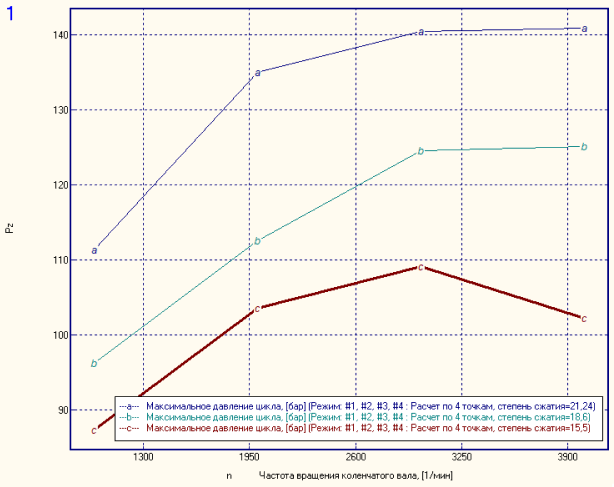 1
140
130
120
110
100
90
Pz
a
a
a
a
b
b
b
b
c
c
c
c
---a--- Максимальное давление цикла, [бар] (Режим: #1, #2, #3, #4 : Расчет по 4 точкам, степень сжатия=21,24)
---b--- Максимальное давление цикла, [бар] (Режим: #1, #2, #3, #4 : Расчет по 4 точкам, степень сжатия=18,6)
---c--- Максимальное давление цикла, [бар] (Режим: #1, #2, #3, #4 : Расчет по 4 точкам, степень сжатия=15,5)
1300 1950 2600 3250 3900
n Частота вращения коленчатого вала, [1/мин]